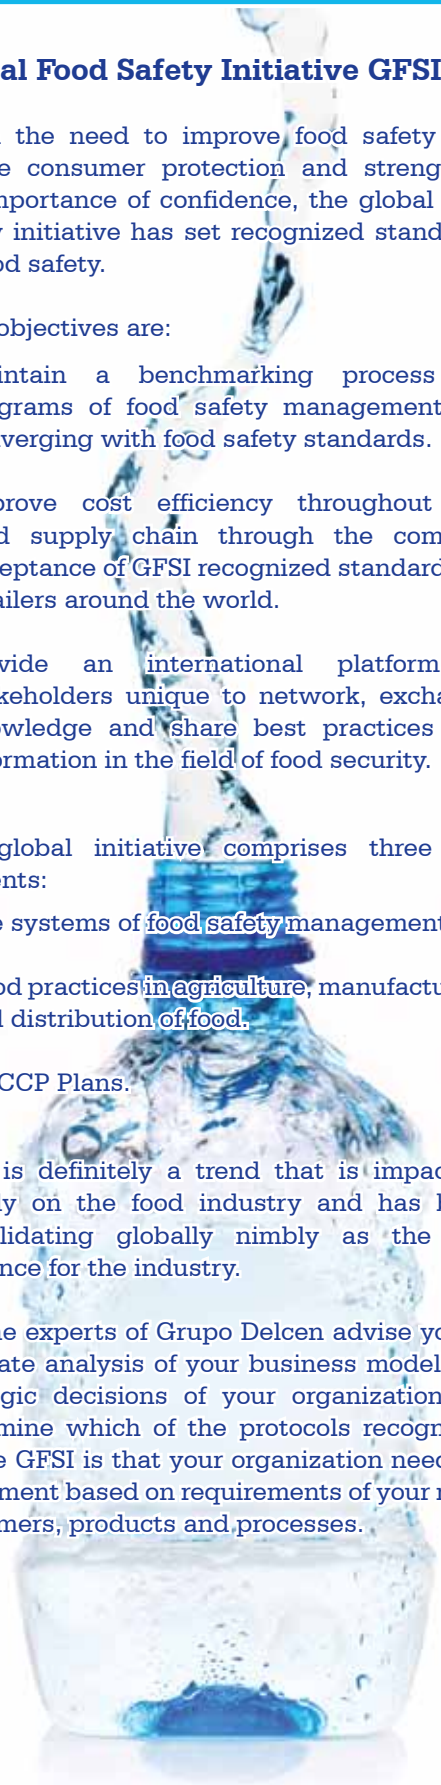 al Food Safety Initiative GFSI
the need to improve food safety
e consumer protection and streng
mportance of confidence, the global
y initiative has set recognized stand
od safety.
objectives are:
intain a benchmarking process
grams of food safety management
verging with food safety standards.
prove cost efficiency throughout
d supply chain through the com
eptance of GFSI recognized standard
ailers around the world.
vide an international platform
keholders unique to network, excha
owledge and share best practices
ormation in the field of food security.
global initiative comprises three
ents:
e systems of food safety management
od practices in agriculture, manufactu
d distribution of food.
CCP Plans.
is definitely a trend that is impac
ly on the food industry and has
lidating globally nimbly as the
nce for the industry.
e experts of Grupo Delcen advise yo
ate analysis of your business model
gic decisions of your organization
mine which of the protocols recogn
e GFSI is that your organization need
ment based on requirements of your
mers, products and processes.